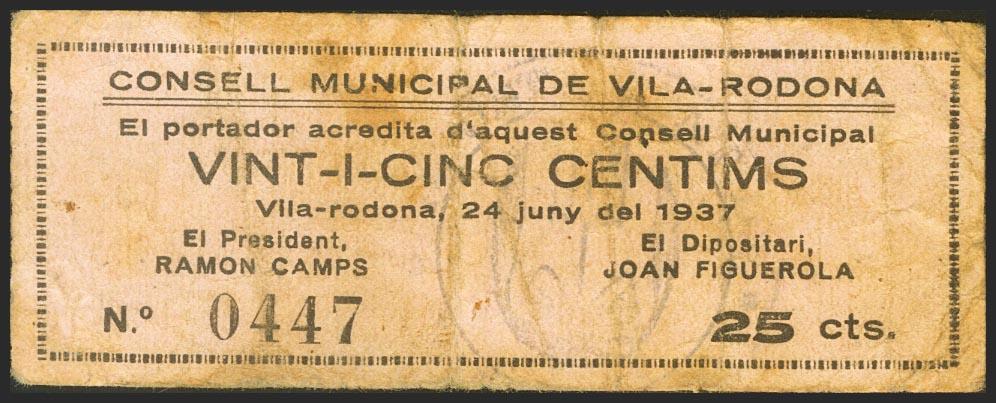 CONSELL MUNICIPAL DE VILA-RODONA
El portador acredita d'aquest Consell Municipal
VINT-I-CINC CENTIMS
Vila-rodona, 24 juny del 1937
El President,
RAMON CAMPS
El Dipositari,
JOAN FIGUEROLA
N.º 0447
25 cts.